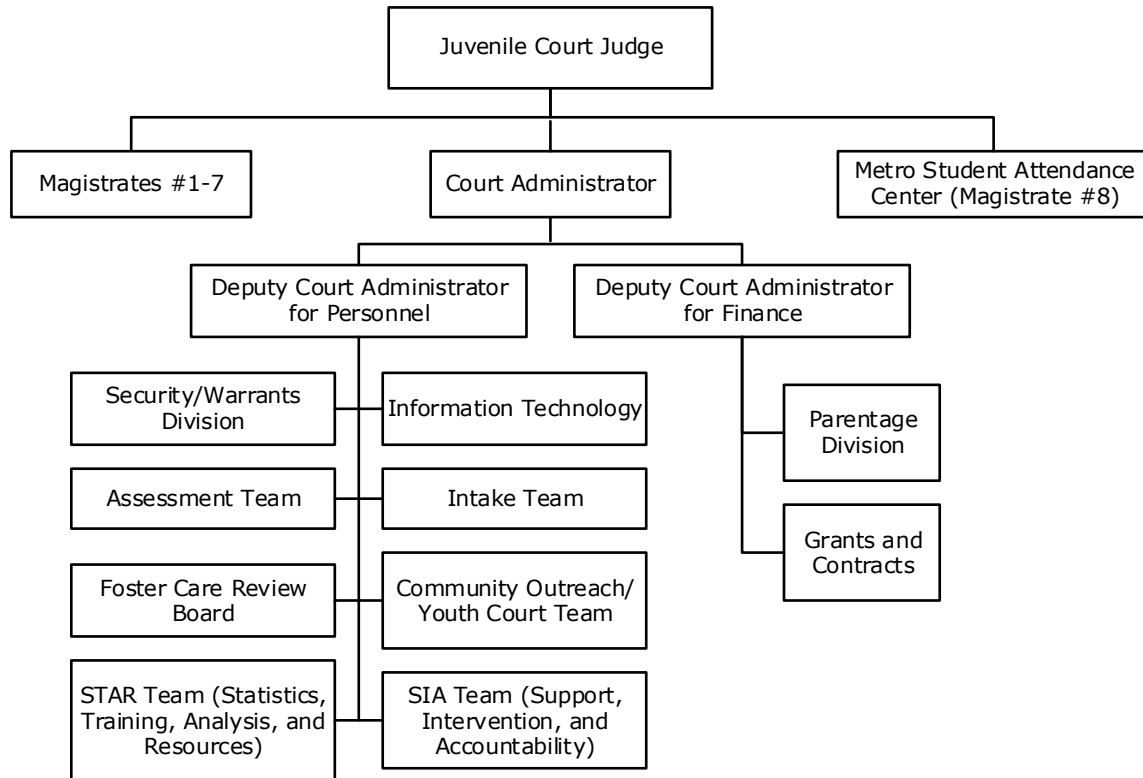 Juvenile Court Judge
Magistrates #1-7
Court Administrator
Metro Student Attendance
Center (Magistrate #8)
Deputy Court Administrator
for Personnel
Deputy Court Administrator
for Finance
Security/Warrants
Division
Information Technology
Parentage
Division
Assessment Team
Intake Team
Grants and
Contracts
Foster Care Review
Board
Community Outreach/
Youth Court Team
STAR Team (Statistics,
Training, Analysis, and
Resources)
SIA Team (Support,
Intervention, and
Accountability)